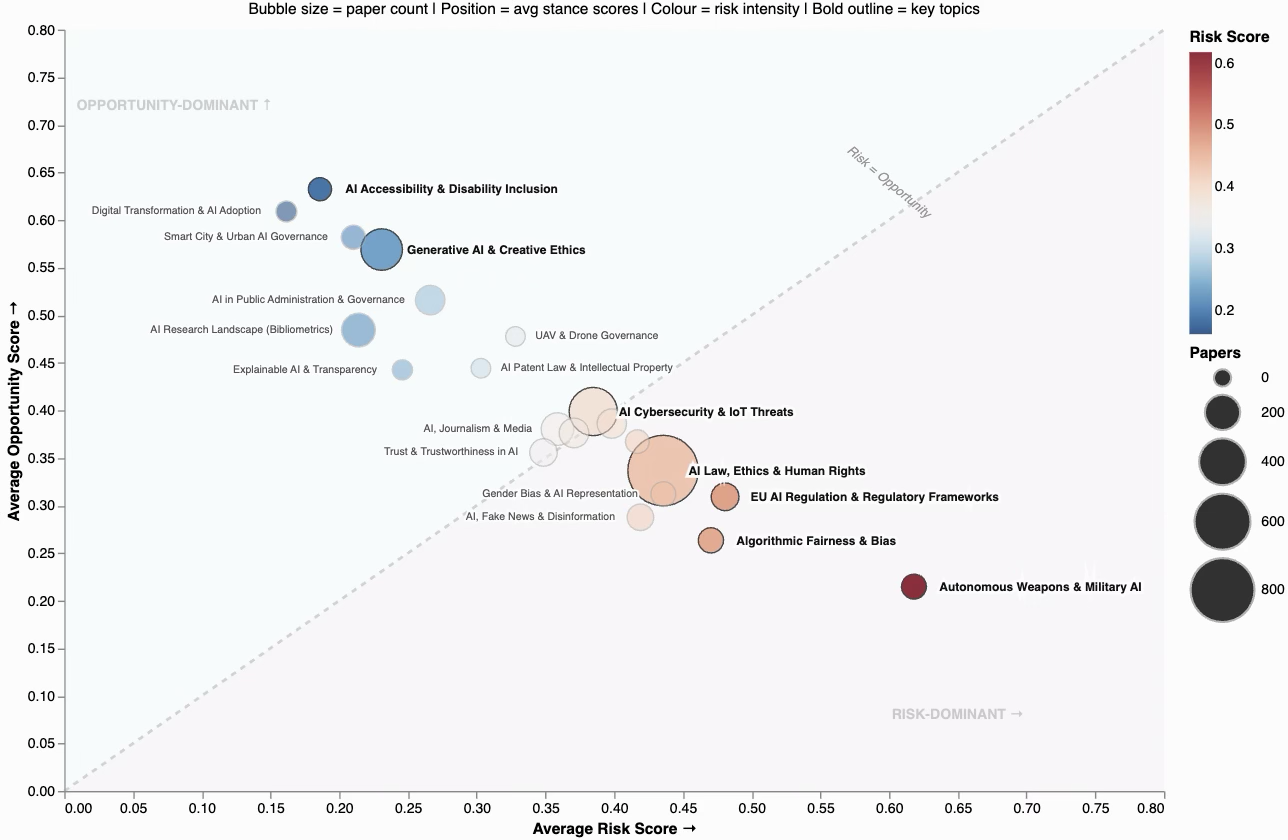 Bubble size = paper count | Position = avg stance scores | Colour = risk intensity | Bold outline = key topics
Average Opportunity Score →
0.80
0.75
0.70
0.65
0.60
0.55
0.50
0.45
0.40
0.35
0.30
0.25
0.20
0.15
0.10
0.05
0.00
OPPORTUNITY-DOMINANT ↑
Risk = Opportunity
AI Accessibility & Disability Inclusion
Digital Transformation & AI Adoption
Smart City & Urban AI Governance
Generative AI & Creative Ethics
AI in Public Administration & Governance
AI Research Landscape (Bibliometrics)
UAV & Drone Governance
Explainable AI & Transparency
AI Patent Law & Intellectual Property
AI Cybersecurity & IoT Threats
AI, Journalism & Media
Trust & Trustworthiness in AI
AI Law, Ethics & Human Rights
Gender Bias & AI Representation
EU AI Regulation & Regulatory Frameworks
AI, Fake News & Disinformation
Algorithmic Fairness & Bias
Autonomous Weapons & Military AI
RISK-DOMINANT →
0.00 0.05 0.10 0.15 0.20 0.25 0.30 0.35 0.40 0.45 0.50 0.55 0.60 0.65 0.70 0.75 0.80
Average Risk Score →
Risk Score
0.6
0.5
0.4
0.3
0.2
Papers
0
200
400
600
800